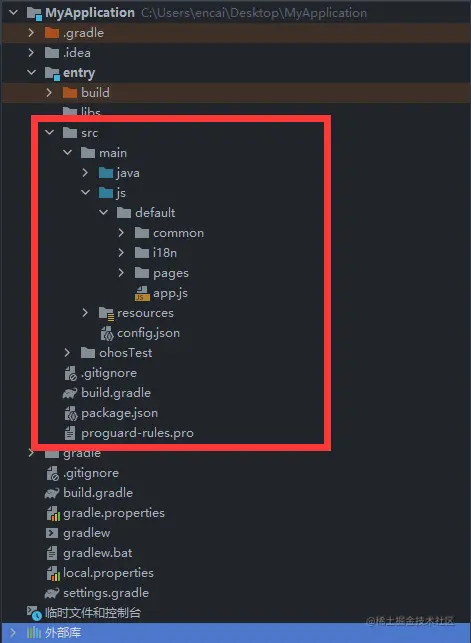 MyApplication C:\Users\encai\Desktop\MyApplication
.gradle
.idea
entry
build
libs
src
main
java
js
default
common
i18n
pages
app.js
resources
config.json
ohosTest
.gitignore
build.gradle
package.json
proguard-rules.pro
gradle
.gitignore
build.gradle
gradle.properties
gradlew
gradlew.bat
local.properties
settings.gradle
临时文件和控制台
外部库
@稀土掘金技术社区